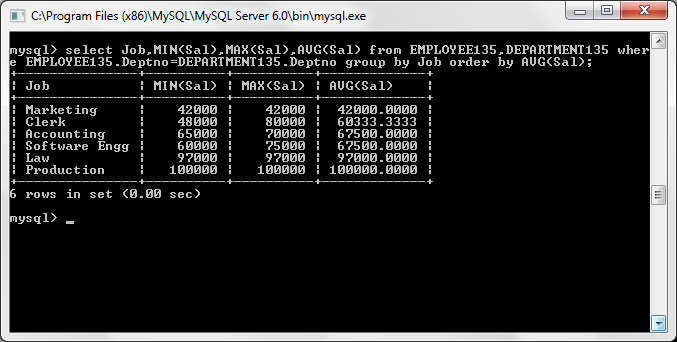 C:\Program Files (x86)\MySQL\MySQL Server 6.0\bin\mysql.exe
mysql> select Job,MIN(Sal),MAX(Sal),AVG(Sal) from EMPLOYEE135,DEPARTMENT135 wher
e EMPLOYEE135.Deptno=DEPARTMENT135.Deptno group by Job order by AVG(Sal);
+---------------+----------+----------+-------------+
| Job           | MIN(Sal) | MAX(Sal) | AVG(Sal)    |
+---------------+----------+----------+-------------+
| Marketing     |    42000 |    42000 |  42000.0000 |
| Clerk         |    48000 |    80000 |  60333.3333 |
| Accounting    |    65000 |    70000 |  67500.0000 |
| Software Engg |    60000 |    75000 |  67500.0000 |
| Law           |    97000 |    97000 |  97000.0000 |
| Production    |   100000 |   100000 | 100000.0000 |
+---------------+----------+----------+-------------+
6 rows in set (0.00 sec)
mysql> _